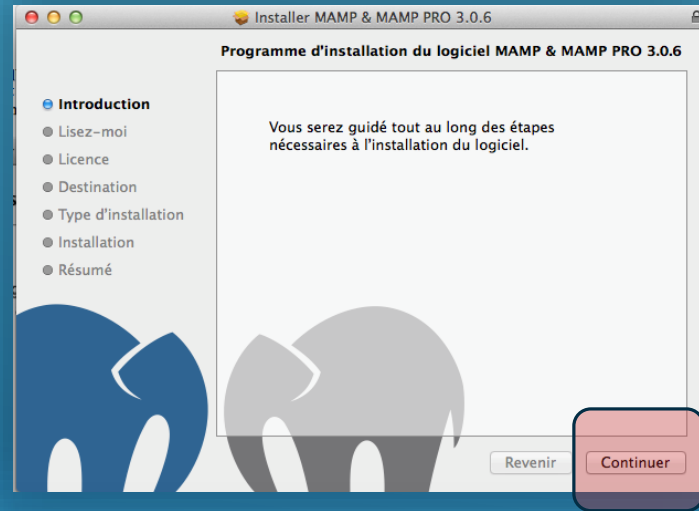 Installer MAMP & MAMP PRO 3.0.6
Programme d'installation du logiciel MAMP & MAMP PRO 3.0.6
Introduction
Lisez-moi
Licence
Destination
Type d'installation
Installation
Résumé
Vous serez guidé tout au long des étapes
nécessaires à l'installation du logiciel.
Revenir
Continuer